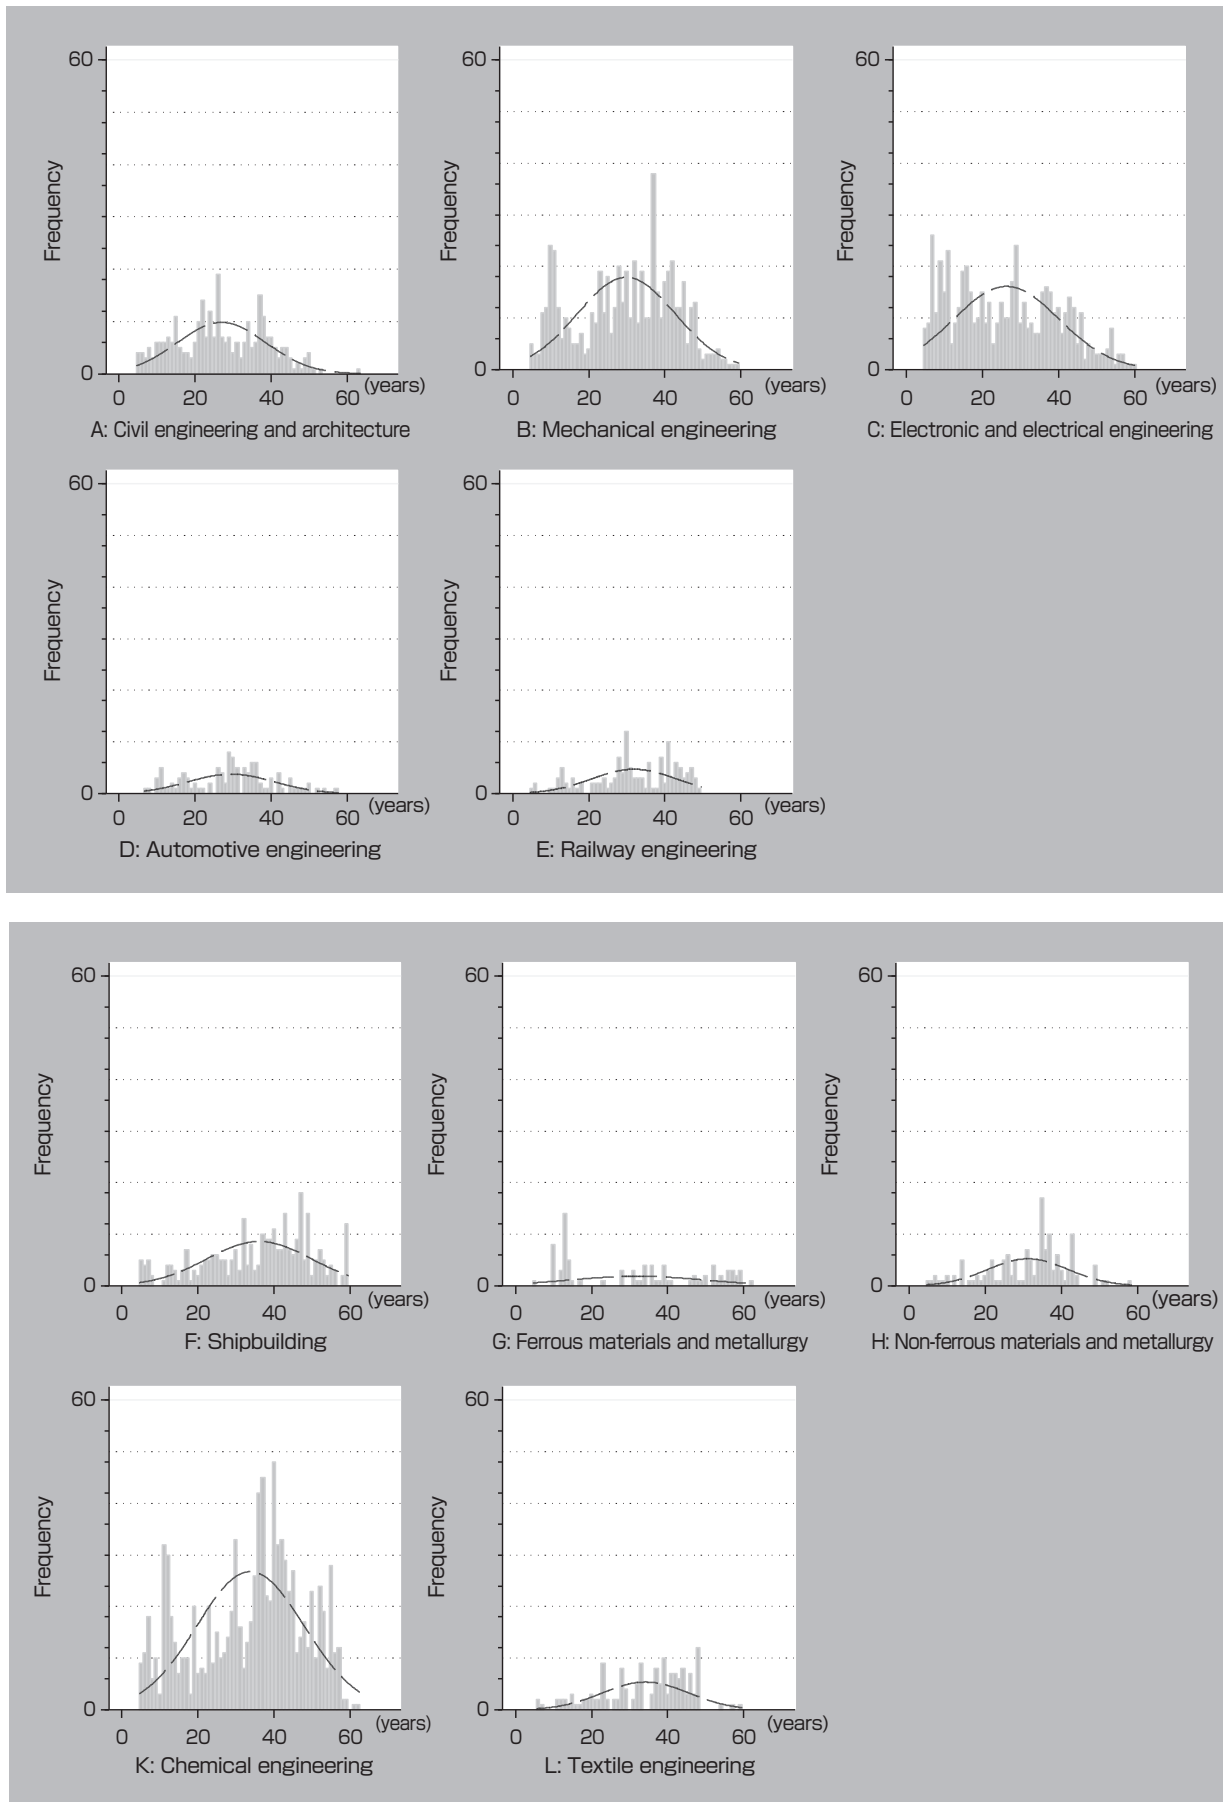 60
60
60
Frequency
Frequency
Frequency
0
0
0
0 20 40 60 (years)
0 20 40 60 (years)
0 20 40 60 (years)
A: Civil engineering and architecture
B: Mechanical engineering
C: Electronic and electrical engineering
60
60
Frequency
Frequency
0
0
0 20 40 60 (years)
0 20 40 60 (years)
D: Automotive engineering
E: Railway engineering
60
60
60
Frequency
Frequency
Frequency
0
0
0
0 20 40 60 (years)
0 20 40 60 (years)
0 20 40 60 (years)
F: Shipbuilding
G: Ferrous materials and metallurgy
H: Non-ferrous materials and metallurgy
60
60
Frequency
Frequency
0
0
0 20 40 60 (years)
0 20 40 60 (years)
K: Chemical engineering
L: Textile engineering